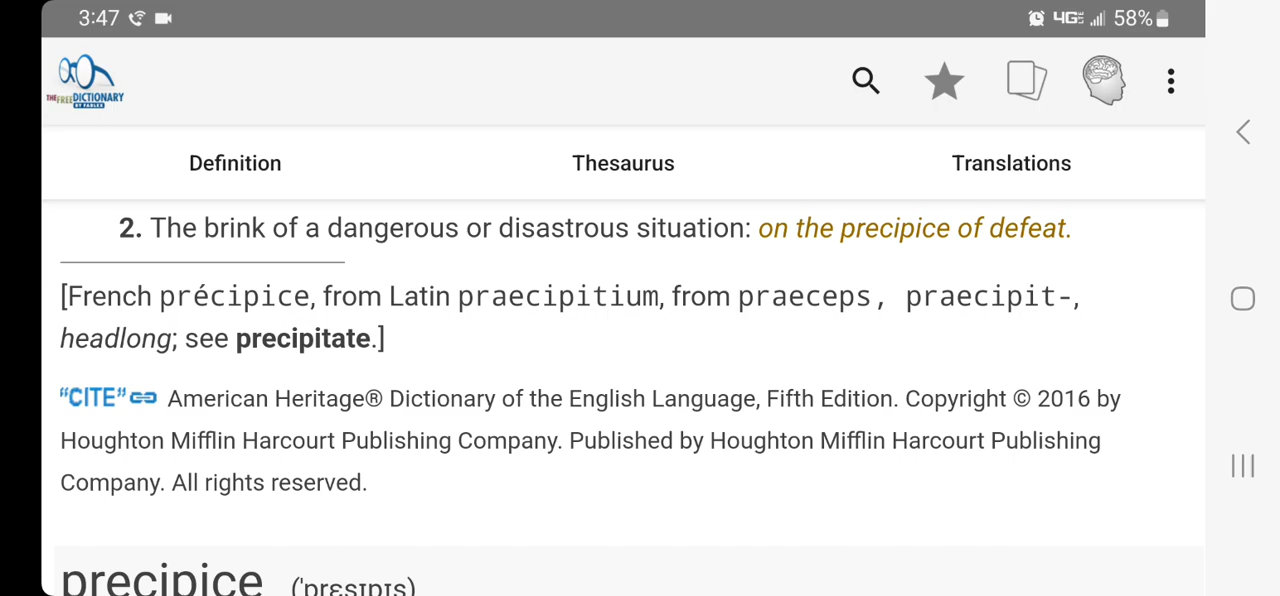 3:47
4G LTE 58%
THE FREE DICTIONARY
BY FARLEX
Definition Thesaurus Translations
2. The brink of a dangerous or disastrous situation: on the precipice of defeat.
[French précipice, from Latin praecipitium, from praeceps, praecipit-,
headlong; see precipitate.]
"CITE" American Heritage® Dictionary of the English Language, Fifth Edition. Copyright © 2016 by
Houghton Mifflin Harcourt Publishing Company. Published by Houghton Mifflin Harcourt Publishing
Company. All rights reserved.
precipice (ˈprɛsɪpɪs)